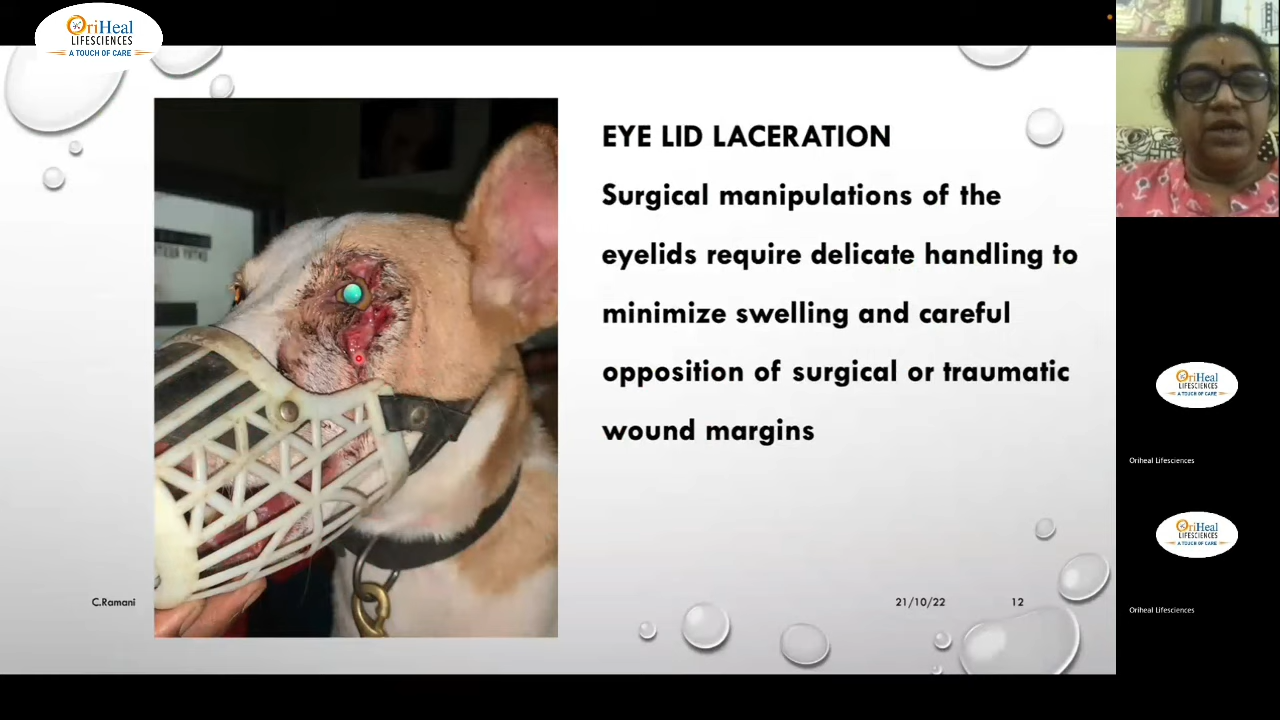 OriHeal
LIFESCIENCES
A TOUCH OF CARE
EYE LID LACERATION
Surgical manipulations of the
eyelids require delicate handling to
minimize swelling and careful
opposition of surgical or traumatic
wound margins
C.Ramani
21/10/22
12
OriHeal
LIFESCIENCES
A TOUCH OF CARE
Oriheal Lifesciences
OriHeal
LIFESCIENCES
A TOUCH OF CARE
Oriheal Lifesciences